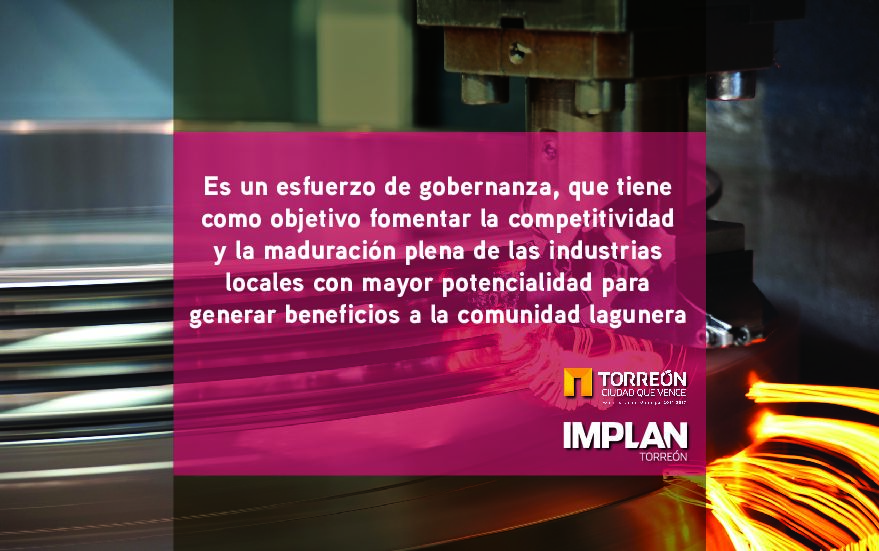 Es un esfuerzo de gobernanza, que tiene
como objetivo fomentar la competitividad
y la maduración plena de las industrias
locales con mayor potencialidad para
generar beneficios a la comunidad lagunera
TORREÓN
CIUDAD QUE VENCE
IMPLAN
TORREÓN